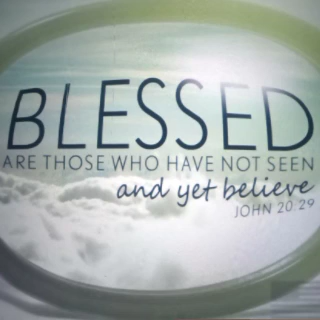 BLESSED
ARE THOSE WHO HAVE NOT SEEN
and yet believe
JOHN 20:29